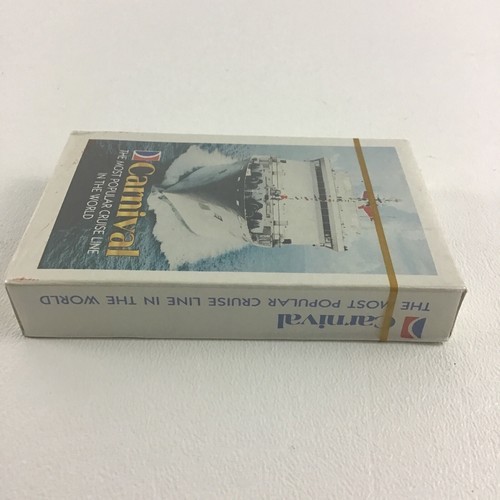 Carnival
THE MOST POPULAR CRUISE LINE
IN THE WORLD
Carnival
THE MOST POPULAR CRUISE LINE IN THE WORLD